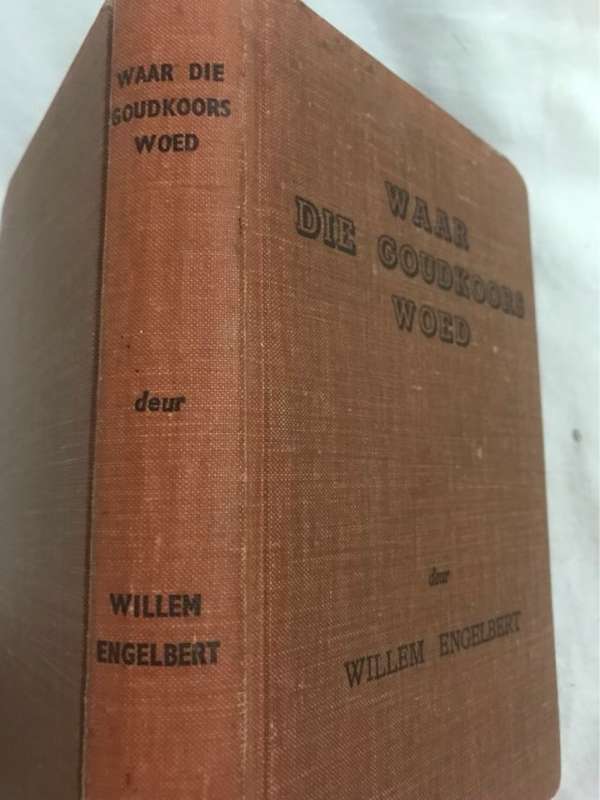 WAAR DIE
GOUDKOORS
WOED
deur
WILLEM
ENGELBERT
WAAR
DIE GOUDKOORS
WOED
deur
WILLEM ENGELBERT